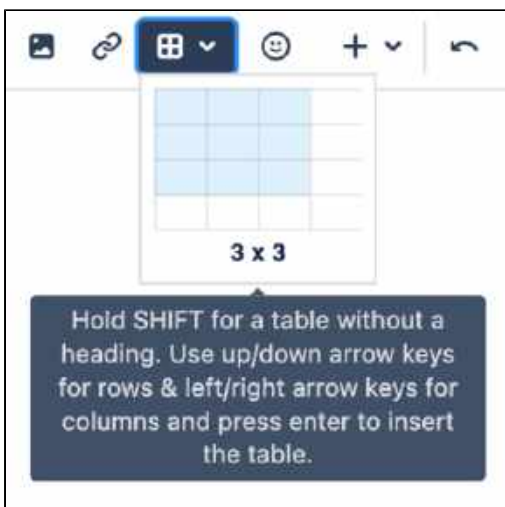 3 x 3
Hold SHIFT for a table without a
heading. Use up/down arrow keys
for rows & left/right arrow keys for
columns and press enter to insert
the table.